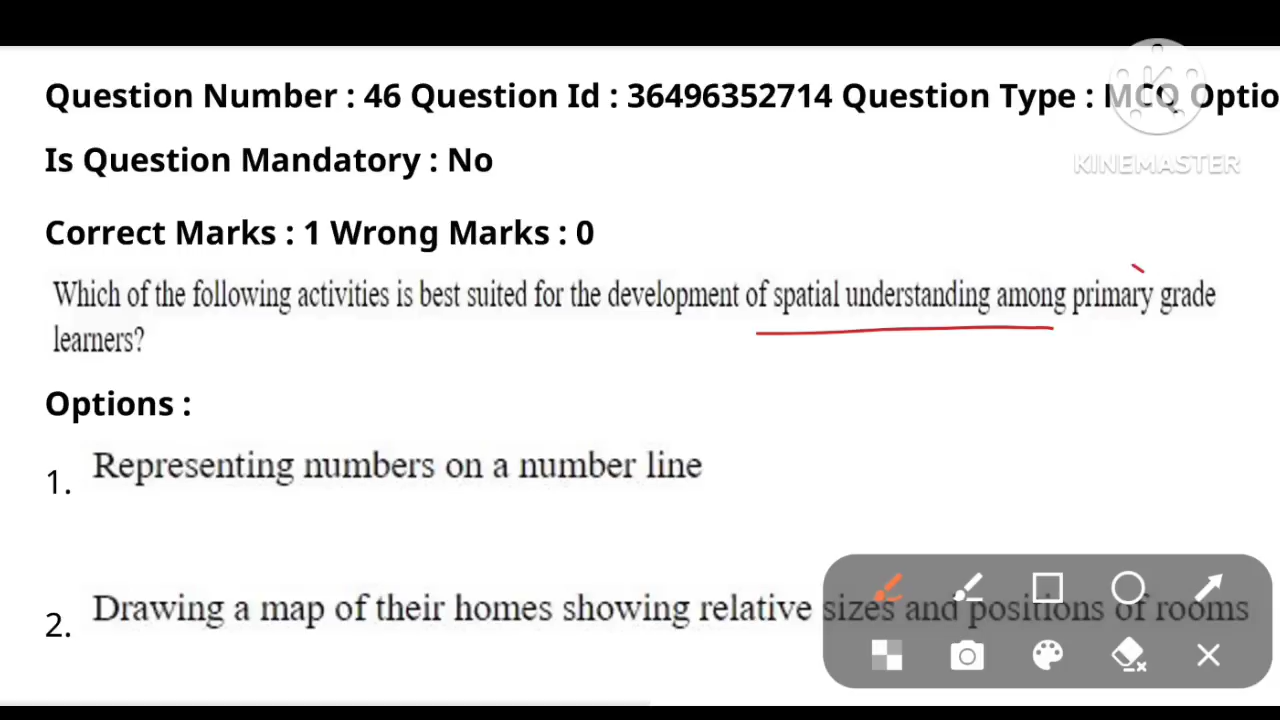 Question Number : 46 Question Id : 36496352714 Question Type : MCQ Optio
KINEMASTER
Is Question Mandatory : No
Correct Marks : 1 Wrong Marks : 0
Which of the following activities is best suited for the development of spatial understanding among primary grade
learners?
Options :
1. Representing numbers on a number line
2. Drawing a map of their homes showing relative sizes and positions of rooms